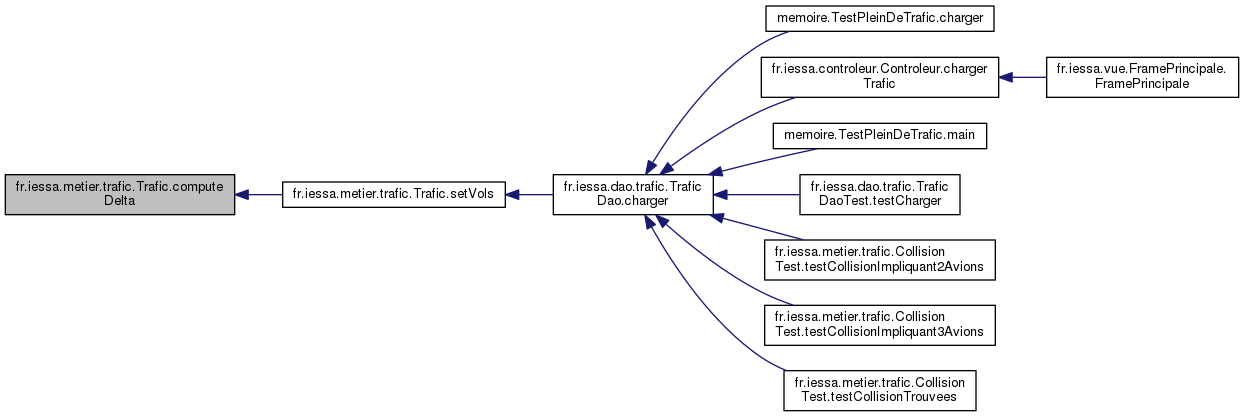 memoire.TestPleinDeTrafic.charger
fr.iessa.controleur.Controleur.charger
Trafic
fr.iessa.vue.FramePrincipale.
FramePrincipale
memoire.TestPleinDeTrafic.main
fr.iessa.metier.trafic.Trafic.compute
Delta
fr.iessa.metier.trafic.Trafic.setVols
fr.iessa.dao.trafic.Trafic
Dao.charger
fr.iessa.dao.trafic.Trafic
DaoTest.testCharger
fr.iessa.metier.trafic.Collision
Test.testCollisionImpliquant2Avions
fr.iessa.metier.trafic.Collision
Test.testCollisionImpliquant3Avions
fr.iessa.metier.trafic.Collision
Test.testCollisionTrouvees